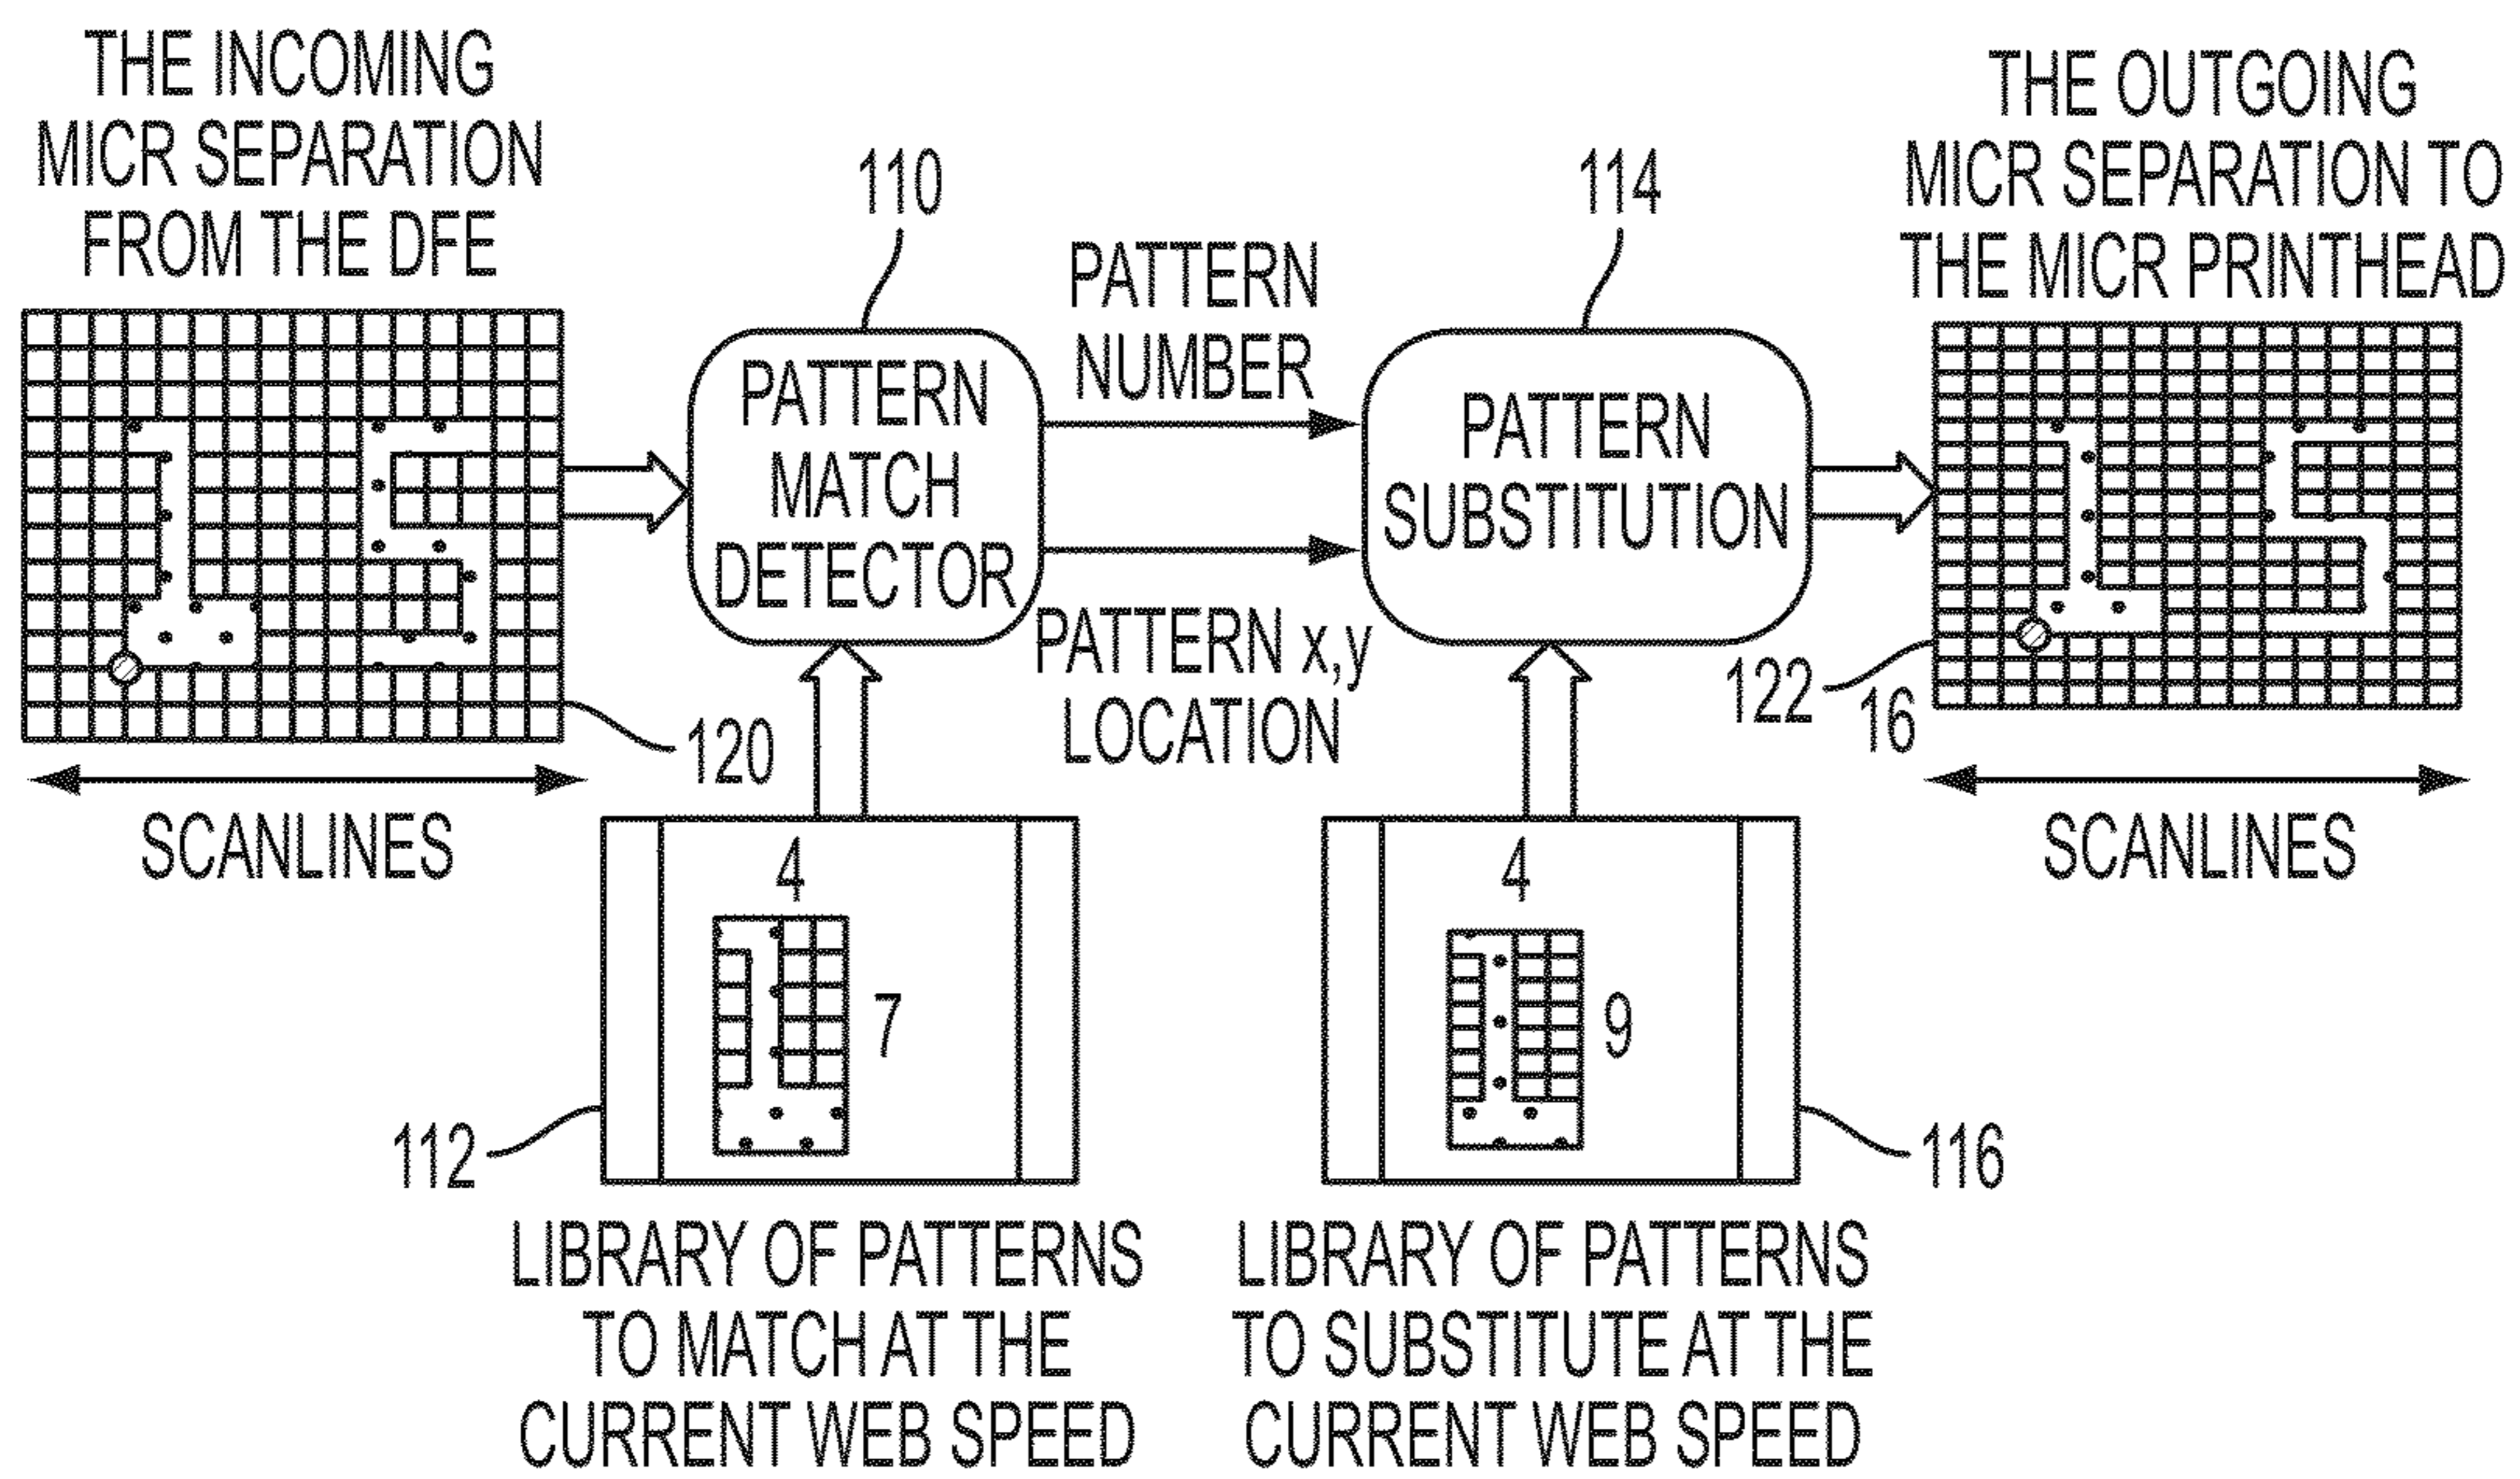 THE INCOMING
MICR SEPARATION
FROM THE DFE
110
PATTERN
NUMBER
114
THE OUTGOING
MICR SEPARATION TO
THE MICR PRINTHEAD
PATTERN
MATCH
DETECTOR
PATTERN
SUBSTITUTION
PATTERN x,y
LOCATION
120
122
16
SCANLINES
SCANLINES
4
7
4
9
112
116
LIBRARY OF PATTERNS
TO MATCH AT THE
CURRENT WEB SPEED
LIBRARY OF PATTERNS
TO SUBSTITUTE AT THE
CURRENT WEB SPEED